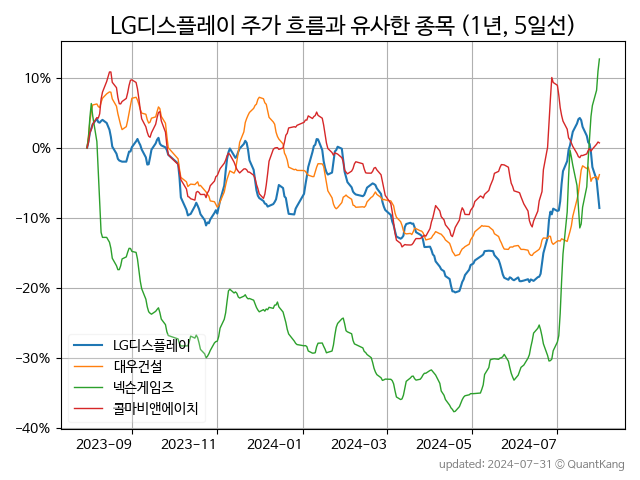 LG디스플레이 주가 흐름과 유사한 종목 (1년, 5일선)
10%
0%
−10%
−20%
−30%
−40%
LG디스플레이
대우건설
넥슨게임즈
콜마비앤에이치
2023-09
2023-11
2024-01
2024-03
2024-05
2024-07
updated: 2024-07-31 © QuantKang